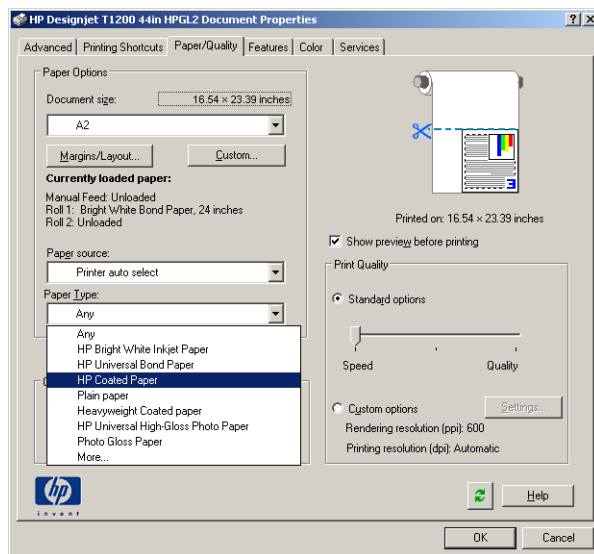 HP Designjet T1200 44in HPGL2 Document Properties
Advanced Printing Shortcuts Paper/Quality Features Color Services
Paper Options
Document size: 16.54 × 23.39 inches
A2
Margins/Layout... Custom...
Currently loaded paper:
Manual Feed: Unloaded
Roll 1: Bright White Bond Paper, 24 inches
Roll 2: Unloaded
Paper source:
Printer auto select
Paper Type:
Any
Any
HP Bright White Inkjet Paper
HP Universal Bond Paper
HP Coated Paper
Plain paper
Heavyweight Coated paper
HP Universal High-Gloss Photo Paper
Photo Gloss Paper
More...
3
Printed on: 16.54 × 23.39 inches
Show preview before printing
Print Quality
Standard options
Speed Quality
Custom options Settings...
Rendering resolution (ppi): 600
Printing resolution (dpi): Automatic
hp
invent
Help
OK Cancel